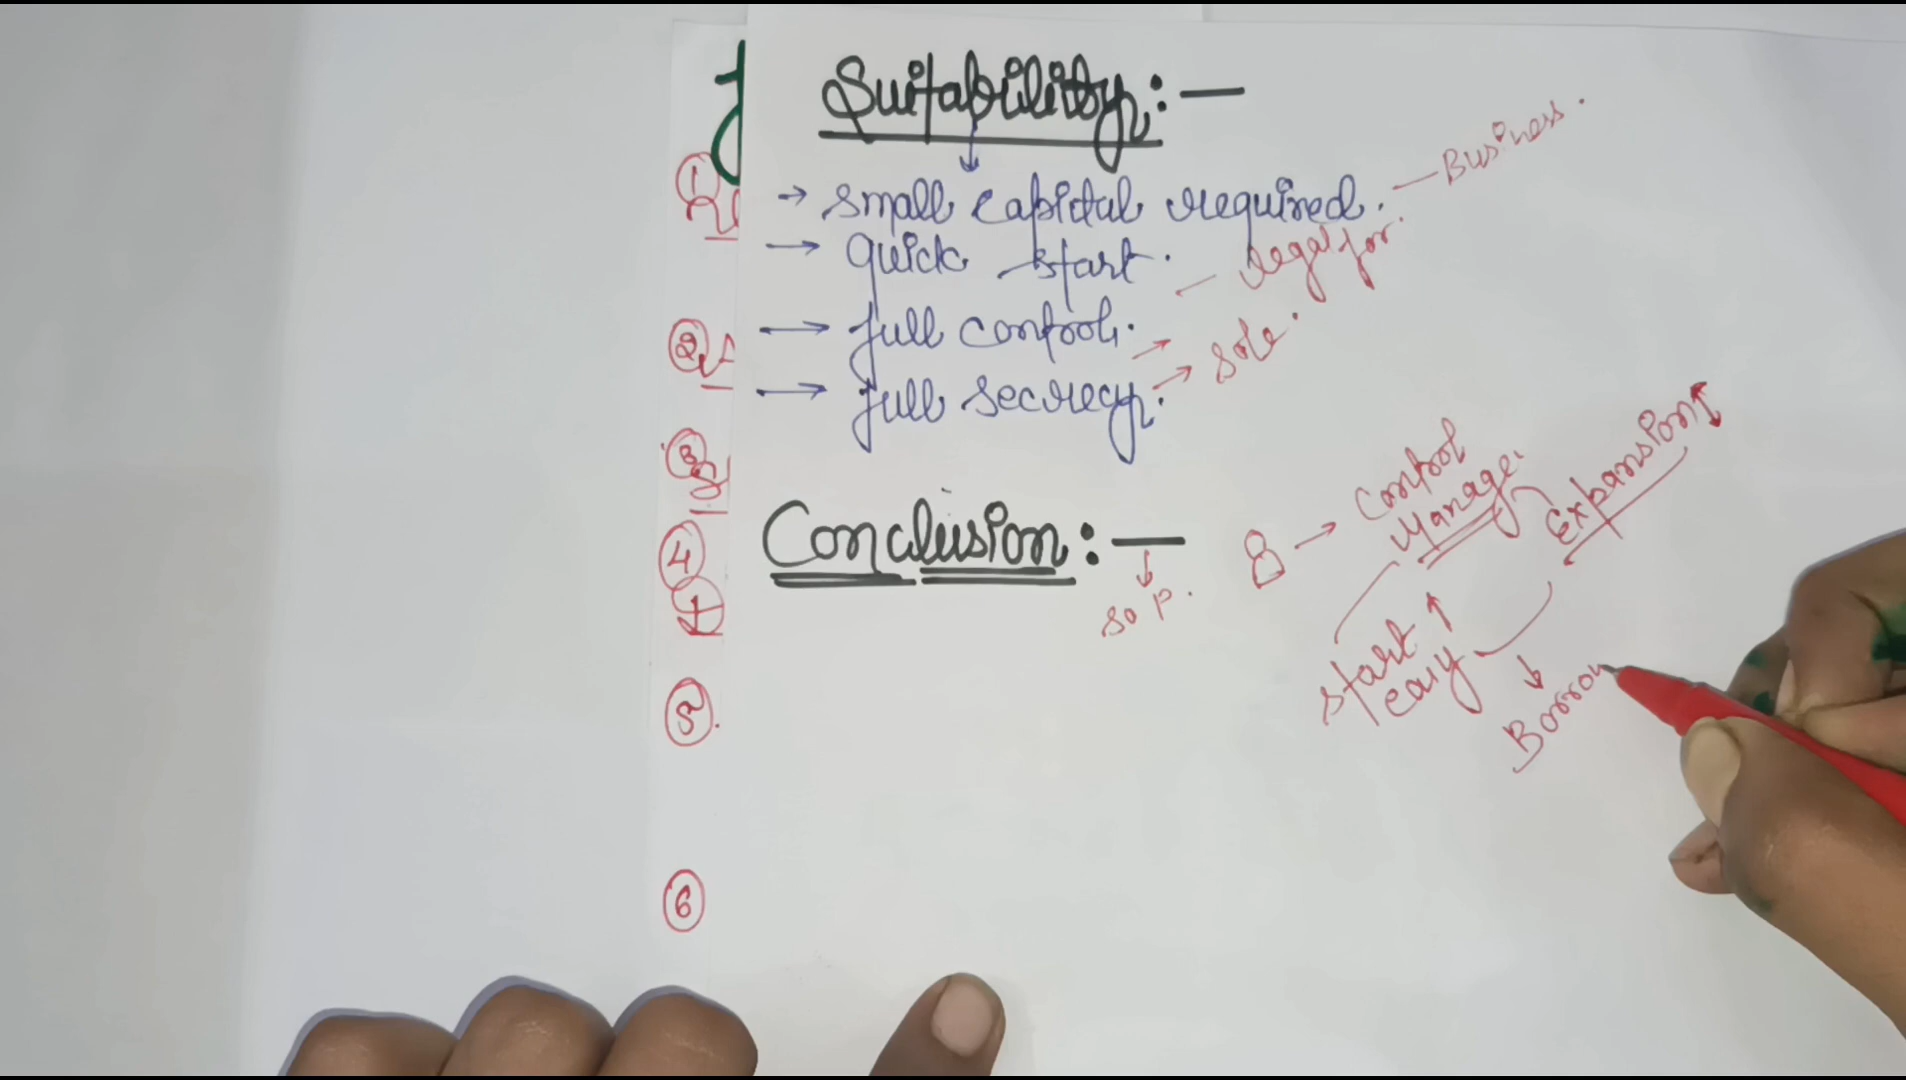 Suitability:-
→ small capital required. - Business.
→ quick start. - legal for.
→ full control. →
→ full secrecy. → Sole.
Conclusion:-
↓
So P.
8 → Control
Manage.
Expansion
start
easy
↓
Borrow
1
2
3
4
5.
6